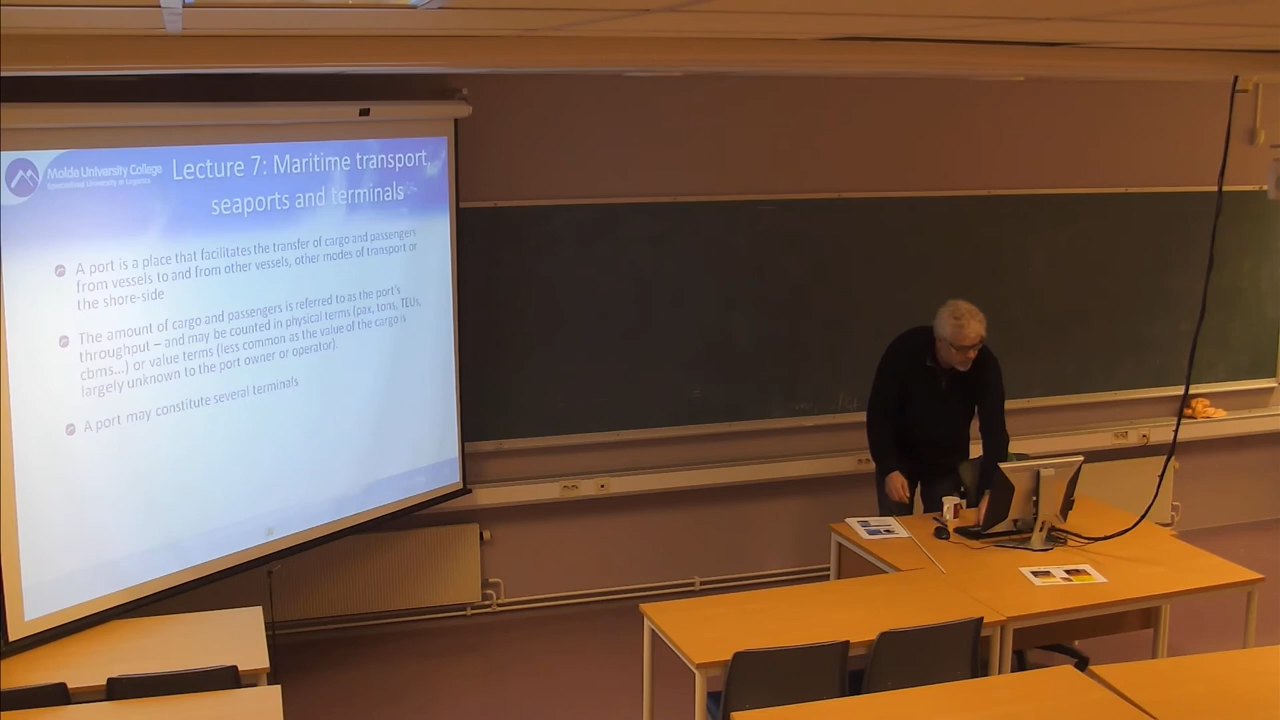 Molde University College
Specialized University in Logistics
Lecture 7: Maritime transport,
seaports and terminals
A port is a place that facilitates the transfer of cargo and passengers
from vessels to and from other vessels, other modes of transport or
the shore-side
The amount of cargo and passengers is referred to as the port's
throughput – and may be counted in physical terms (pax, tons, TEUs,
cbms...) or value terms (less common as the value of the cargo is
largely unknown to the port owner or operator).
A port may constitute several terminals